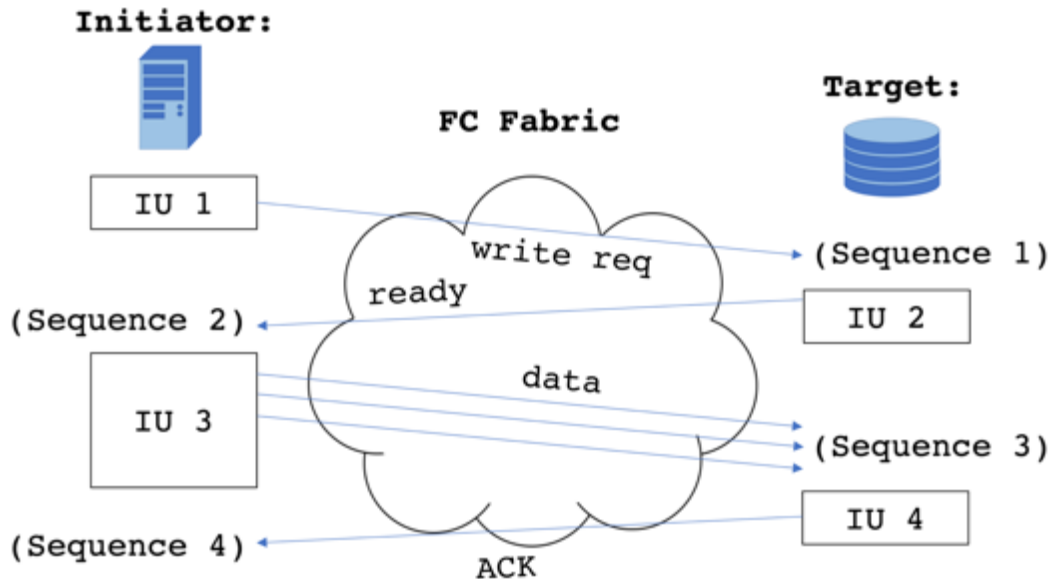 Initiator:
Target:
FC Fabric
IU 1
write req
(Sequence 1)
ready
(Sequence 2)
IU 2
data
IU 3
(Sequence 3)
IU 4
(Sequence 4)
ACK